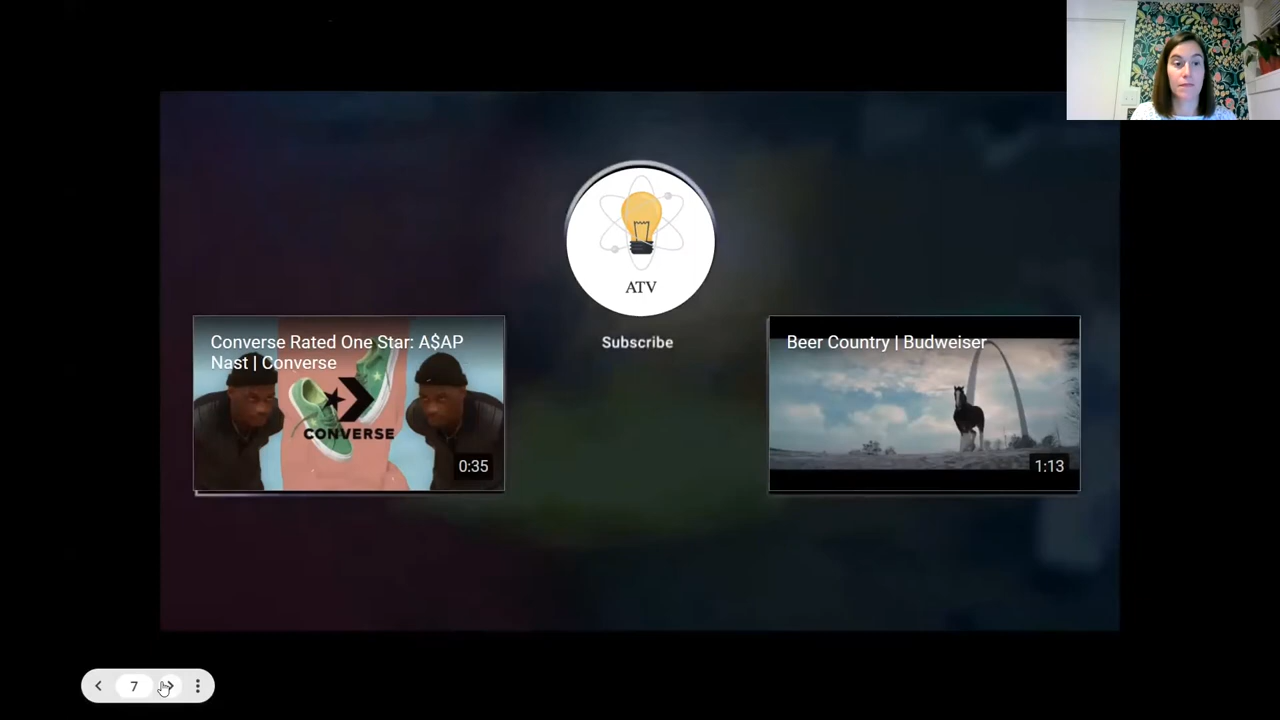 ATV
Subscribe
Converse Rated One Star: A$AP
Nast | Converse
CONVERSE
0:35
Beer Country | Budweiser
1:13
7